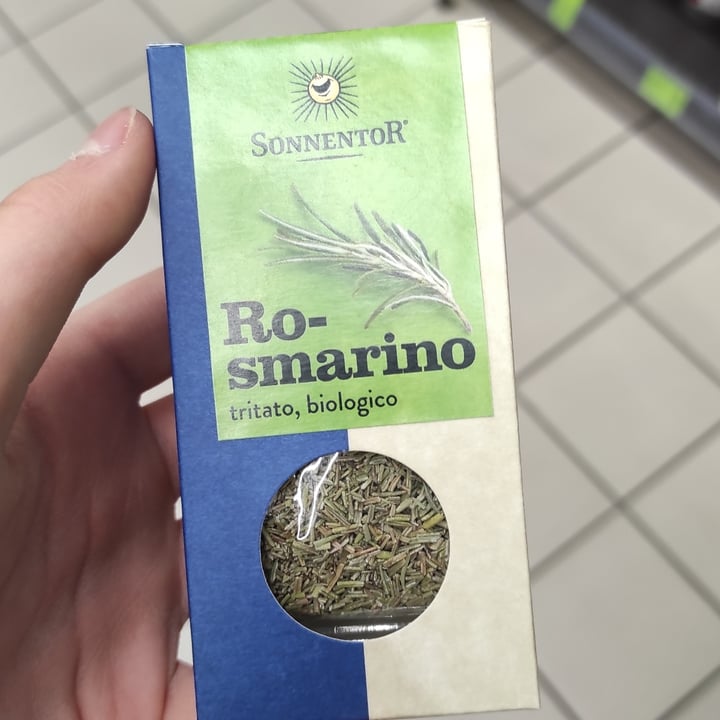 SONNENTOR®
Ro-
smarino
tritato, biologico